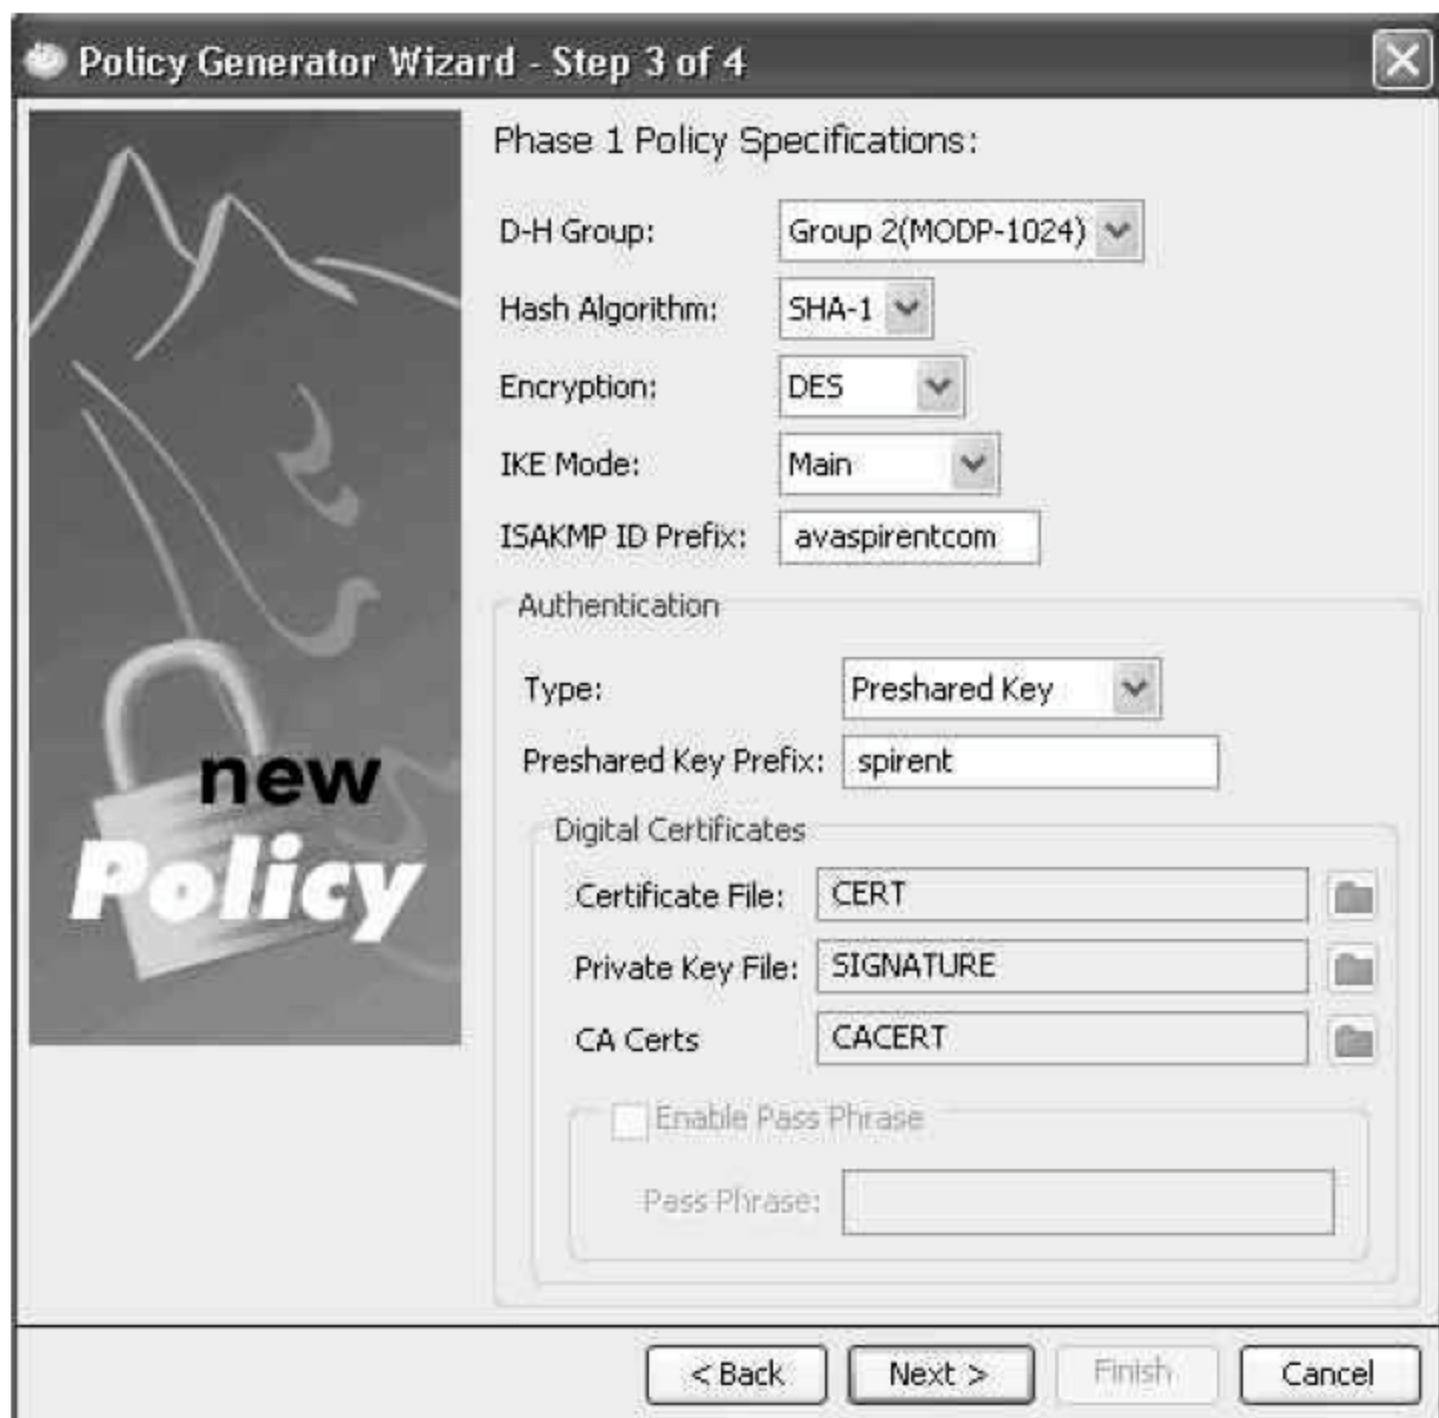 Policy Generator Wizard - Step 3 of 4
Phase 1 Policy Specifications:
D-H Group: Group 2(MODP-1024)
Hash Algorithm: SHA-1
Encryption: DES
IKE Mode: Main
ISAKMP ID Prefix: avaspirentcom
Authentication
Type: Preshared Key
Preshared Key Prefix: spirent
new
Policy
Digital Certificates
Certificate File: CERT
Private Key File: SIGNATURE
CA Certs CACERT
Enable Pass Phrase
Pass Phrase:
< Back Next > Finish Cancel